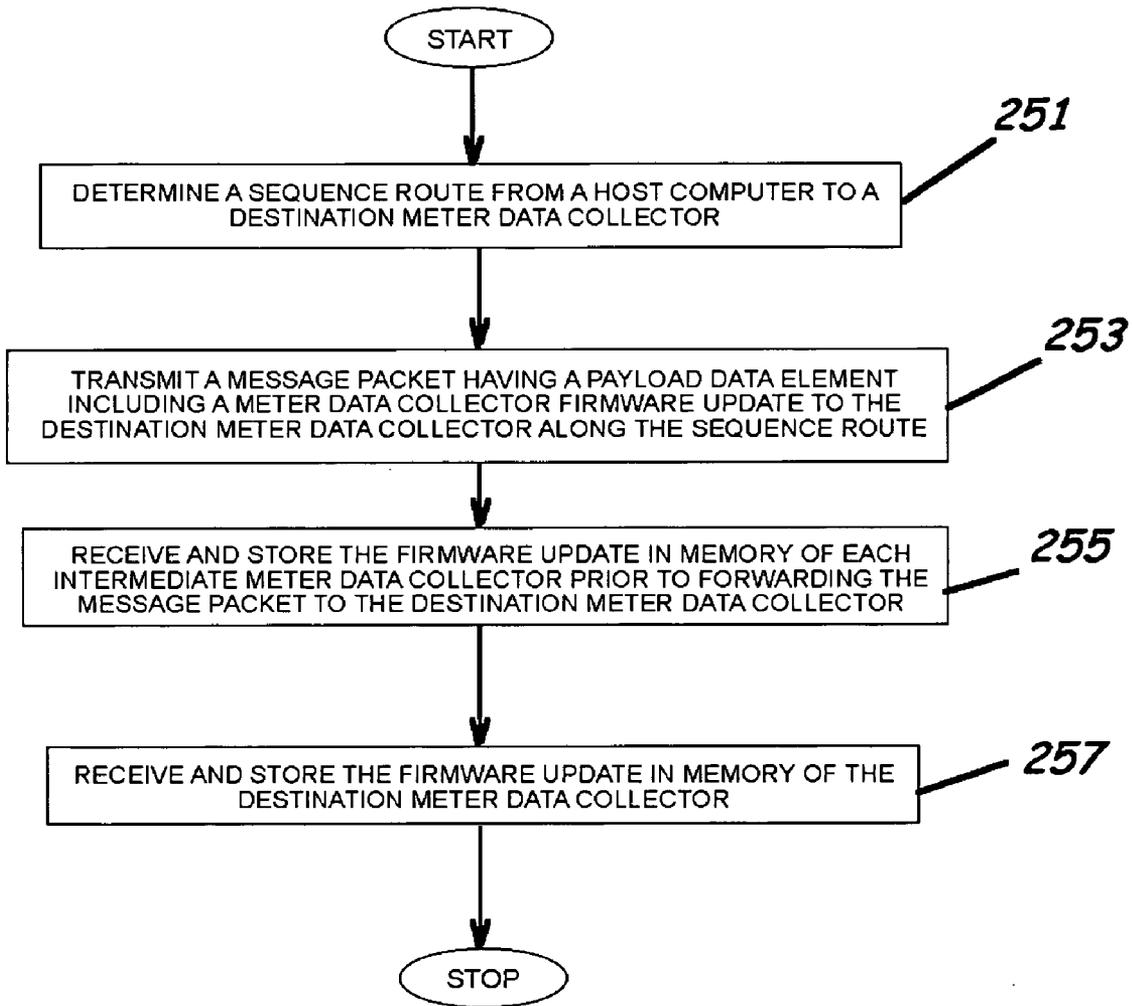 START
251
DETERMINE A SEQUENCE ROUTE FROM A HOST COMPUTER TO A
DESTINATION METER DATA COLLECTOR
253
TRANSMIT A MESSAGE PACKET HAVING A PAYLOAD DATA ELEMENT
INCLUDING A METER DATA COLLECTOR FIRMWARE UPDATE TO THE
DESTINATION METER DATA COLLECTOR ALONG THE SEQUENCE ROUTE
255
RECEIVE AND STORE THE FIRMWARE UPDATE IN MEMORY OF EACH
INTERMEDIATE METER DATA COLLECTOR PRIOR TO FORWARDING THE
MESSAGE PACKET TO THE DESTINATION METER DATA COLLECTOR
257
RECEIVE AND STORE THE FIRMWARE UPDATE IN MEMORY OF THE
DESTINATION METER DATA COLLECTOR
STOP